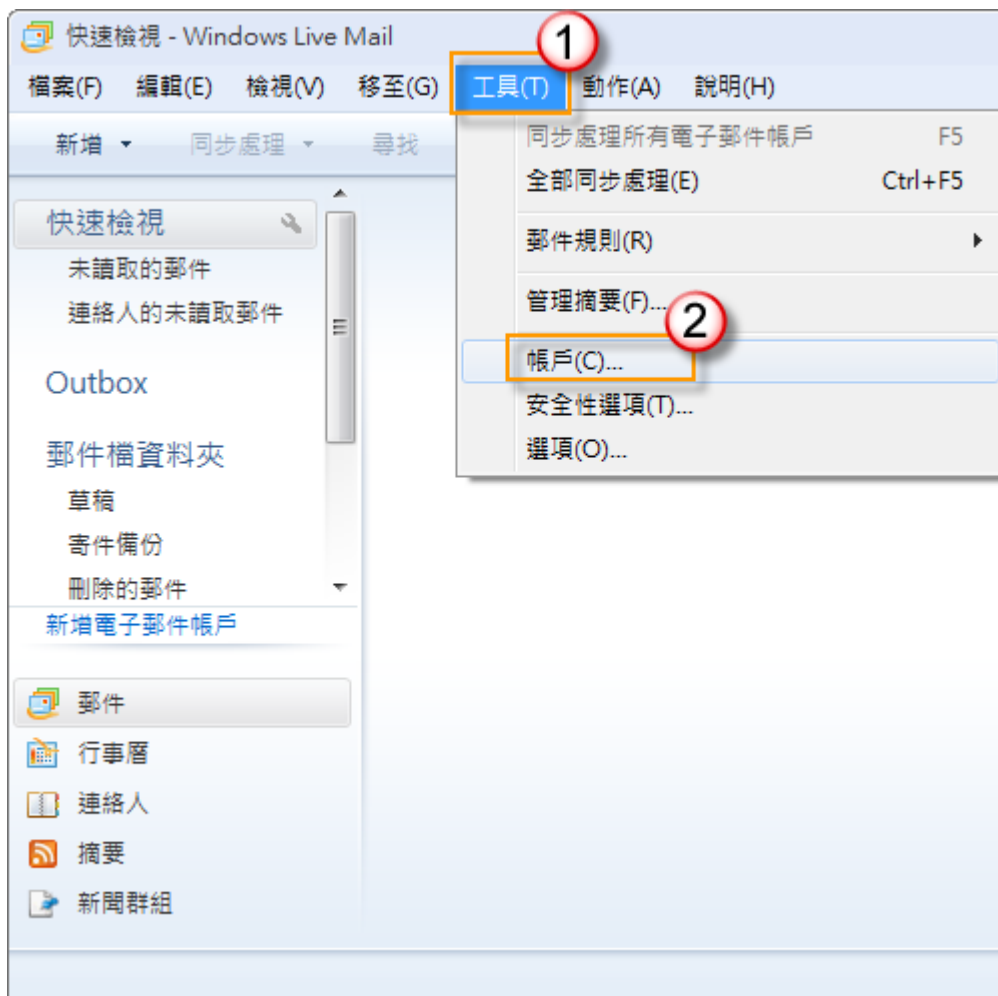 快速檢視 - Windows Live Mail
1
檔案(F) 編輯(E) 檢視(V) 移至(G) 工具(T) 動作(A) 說明(H)
新增 同步處理 尋找
同步處理所有電子郵件帳戶 F5
全部同步處理(E) Ctrl+F5
郵件規則(R)
管理摘要(F)...
2
帳戶(C)...
安全性選項(T)...
選項(O)...
快速檢視
未讀取的郵件
連絡人的未讀取郵件
Outbox
郵件檔資料夾
草稿
寄件備份
刪除的郵件
新增電子郵件帳戶
郵件
行事曆
連絡人
摘要
新聞群組